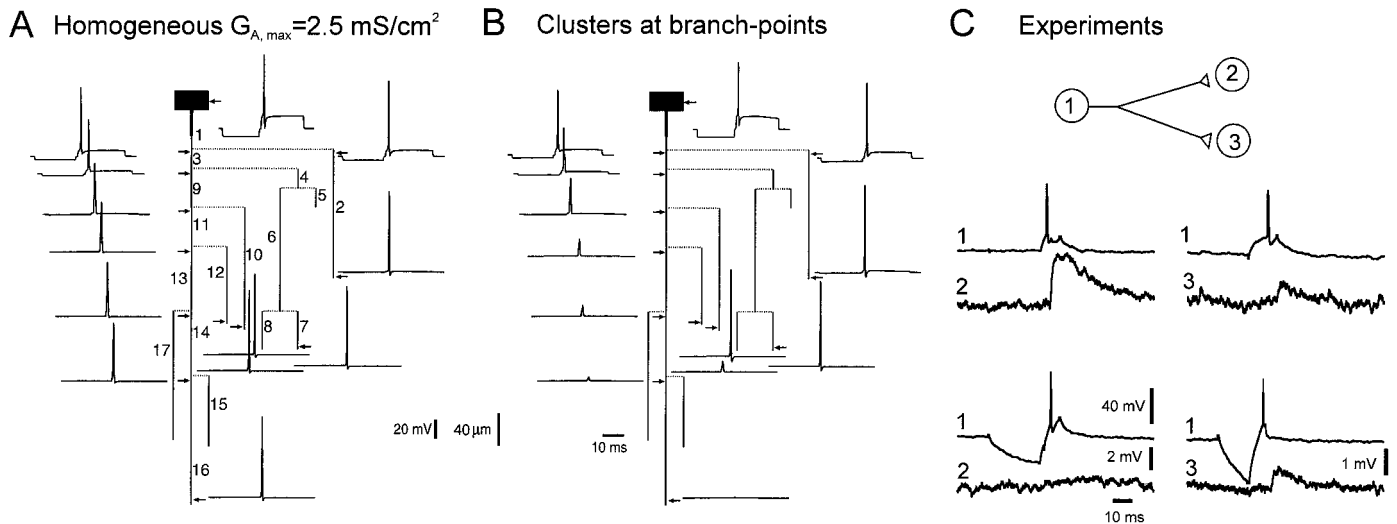 A Homogeneous G_A, max=2.5 mS/cm²
1
3
4
9
5
2
11
6
10
12
13
8
7
14
17
15
16
20 mV
40 µm
B Clusters at branch-points
10 ms
C Experiments
1
2
3
1
2
1
3
1
2
1
3
40 mV
2 mV
1 mV
10 ms